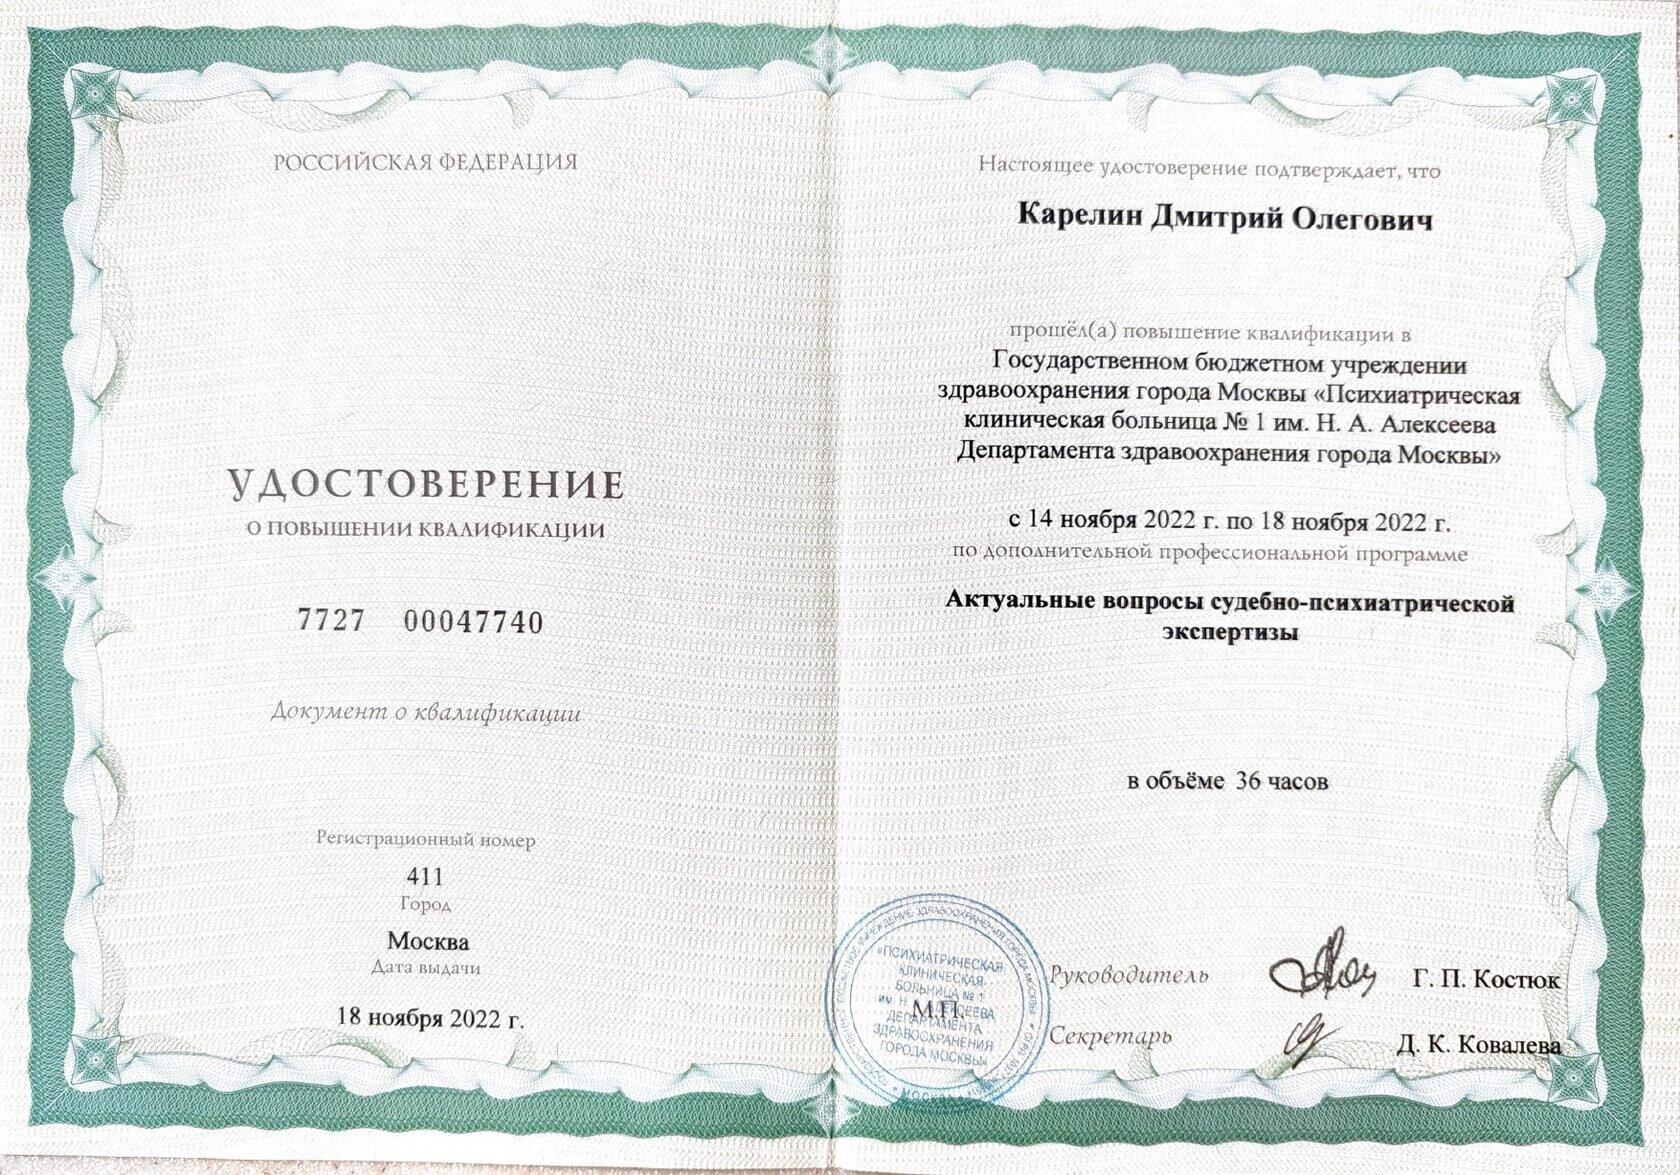 РОССИЙСКАЯ ФЕДЕРАЦИЯ
УДОСТОВЕРЕНИЕ
О ПОВЫШЕНИИ КВАЛИФИКАЦИИ
7727 00047740
Документ о квалификации
Регистрационный номер
411
Город
Москва
Дата выдачи
18 ноября 2022 г.
Настоящее удостоверение подтверждает, что
Карелин Дмитрий Олегович
прошёл(а) повышение квалификации в
Государственном бюджетном учреждении
здравоохранения города Москвы «Психиатрическая
клиническая больница № 1 им. Н. А. Алексеева
Департамента здравоохранения города Москвы»
с 14 ноября 2022 г. по 18 ноября 2022 г.
по дополнительной профессиональной программе
Актуальные вопросы судебно-психиатрической
экспертизы
в объёме 36 часов
«ПСИХИАТРИЧЕСКАЯ
КЛИНИЧЕСКАЯ
БОЛЬНИЦА № 1
ИМ. Н. АЛЕКСЕЕВА
ДЕПАРТАМЕНТА
ЗДРАВООХРАНЕНИЯ
ГОРОДА МОСКВЫ»
М.П.
Руководитель
Г. П. Костюк
Секретарь
Д. К. Ковалева